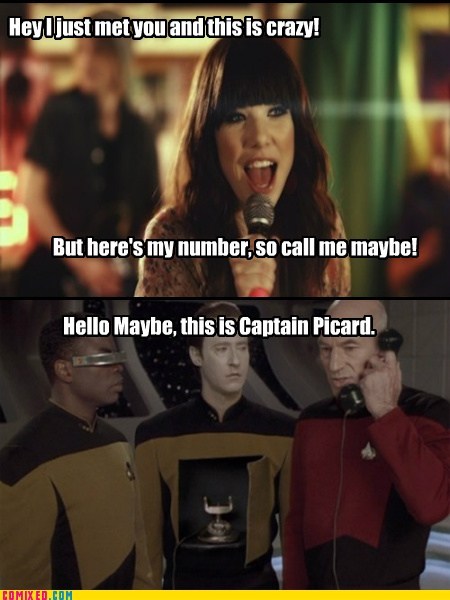 Hey I just met you and this is crazy!
But here's my number, so call me maybe!
Hello Maybe, this is Captain Picard.
COMIXED.COM